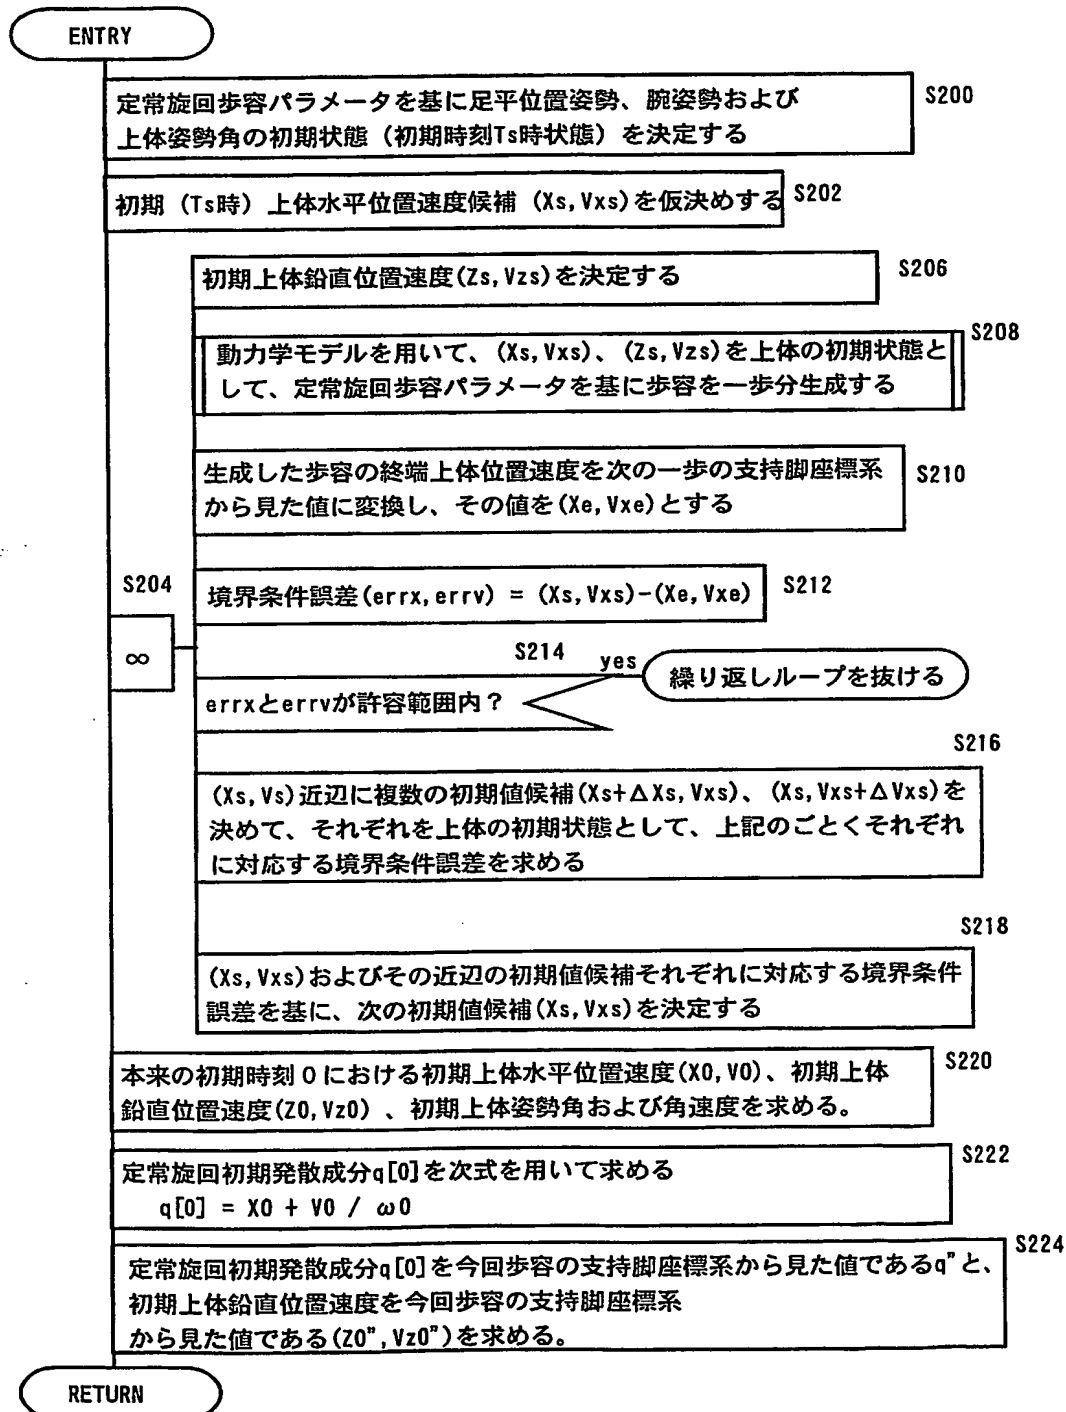 ENTRY
定常旋回歩容パラメータを基に足平位置姿勢、腕姿勢および
上体姿勢角の初期状態（初期時刻Ts時状態）を決定する
S200
初期（Ts時）上体水平位置速度候補（Xs,Vxs)を仮決めする
S202
初期上体鉛直位置速度(Zs,Vzs)を決定する
S206
S208
動力学モデルを用いて、(Xs,Vxs)、(Zs,Vzs)を上体の初期状態と
して、定常旋回歩容パラメータを基に歩容を一歩分生成する
生成した歩容の終端上体位置速度を次の一歩の支持脚座標系
から見た値に変換し、その値を(Xe,Vxe)とする
S210
S204
∞
境界条件誤差(errx,errv) = (Xs,Vxs)-(Xe,Vxe)
S212
S214
yes
繰り返しループを抜ける
errxとerrvが許容範囲内？
S216
(Xs,Vs)近辺に複数の初期値候補(Xs+ΔXs,Vxs)、(Xs,Vxs+ΔVxs)を
決めて、それぞれを上体の初期状態として、上記のごとくそれぞれ
に対応する境界条件誤差を求める
S218
(Xs,Vxs)およびその近辺の初期値候補それぞれに対応する境界条件
誤差を基に、次の初期値候補(Xs,Vxs)を決定する
本来の初期時刻０における初期上体水平位置速度(X0,V0)、初期上体
鉛直位置速度(Z0,Vz0)、初期上体姿勢角および角速度を求める。
S220
定常旋回初期発散成分q[0]を次式を用いて求める
q[0] = X0 + V0 / ω0
S222
S224
定常旋回初期発散成分q[0]を今回歩容の支持脚座標系から見た値であるq"と、
初期上体鉛直位置速度を今回歩容の支持脚座標系
から見た値である(Z0",Vz0")を求める。
RETURN